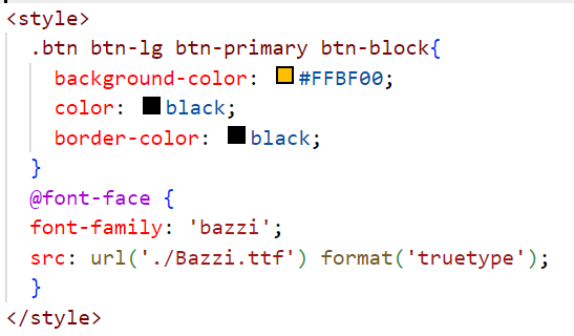 <style>
.btn btn-lg btn-primary btn-block{
background-color: #FFBF00;
color: black;
border-color: black;
}
@font-face {
font-family: 'bazzi';
src: url('./Bazzi.ttf') format('truetype');
}
</style>